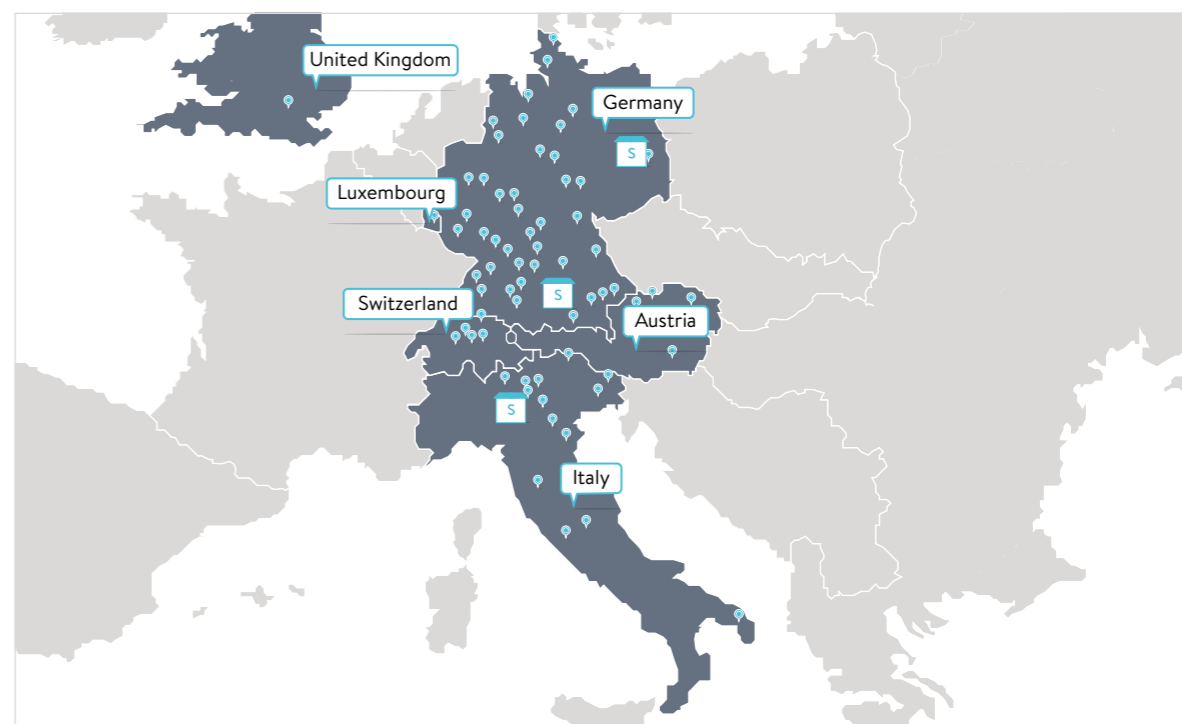 United Kingdom
Germany
S
Luxembourg
Switzerland
S
Austria
S
Italy